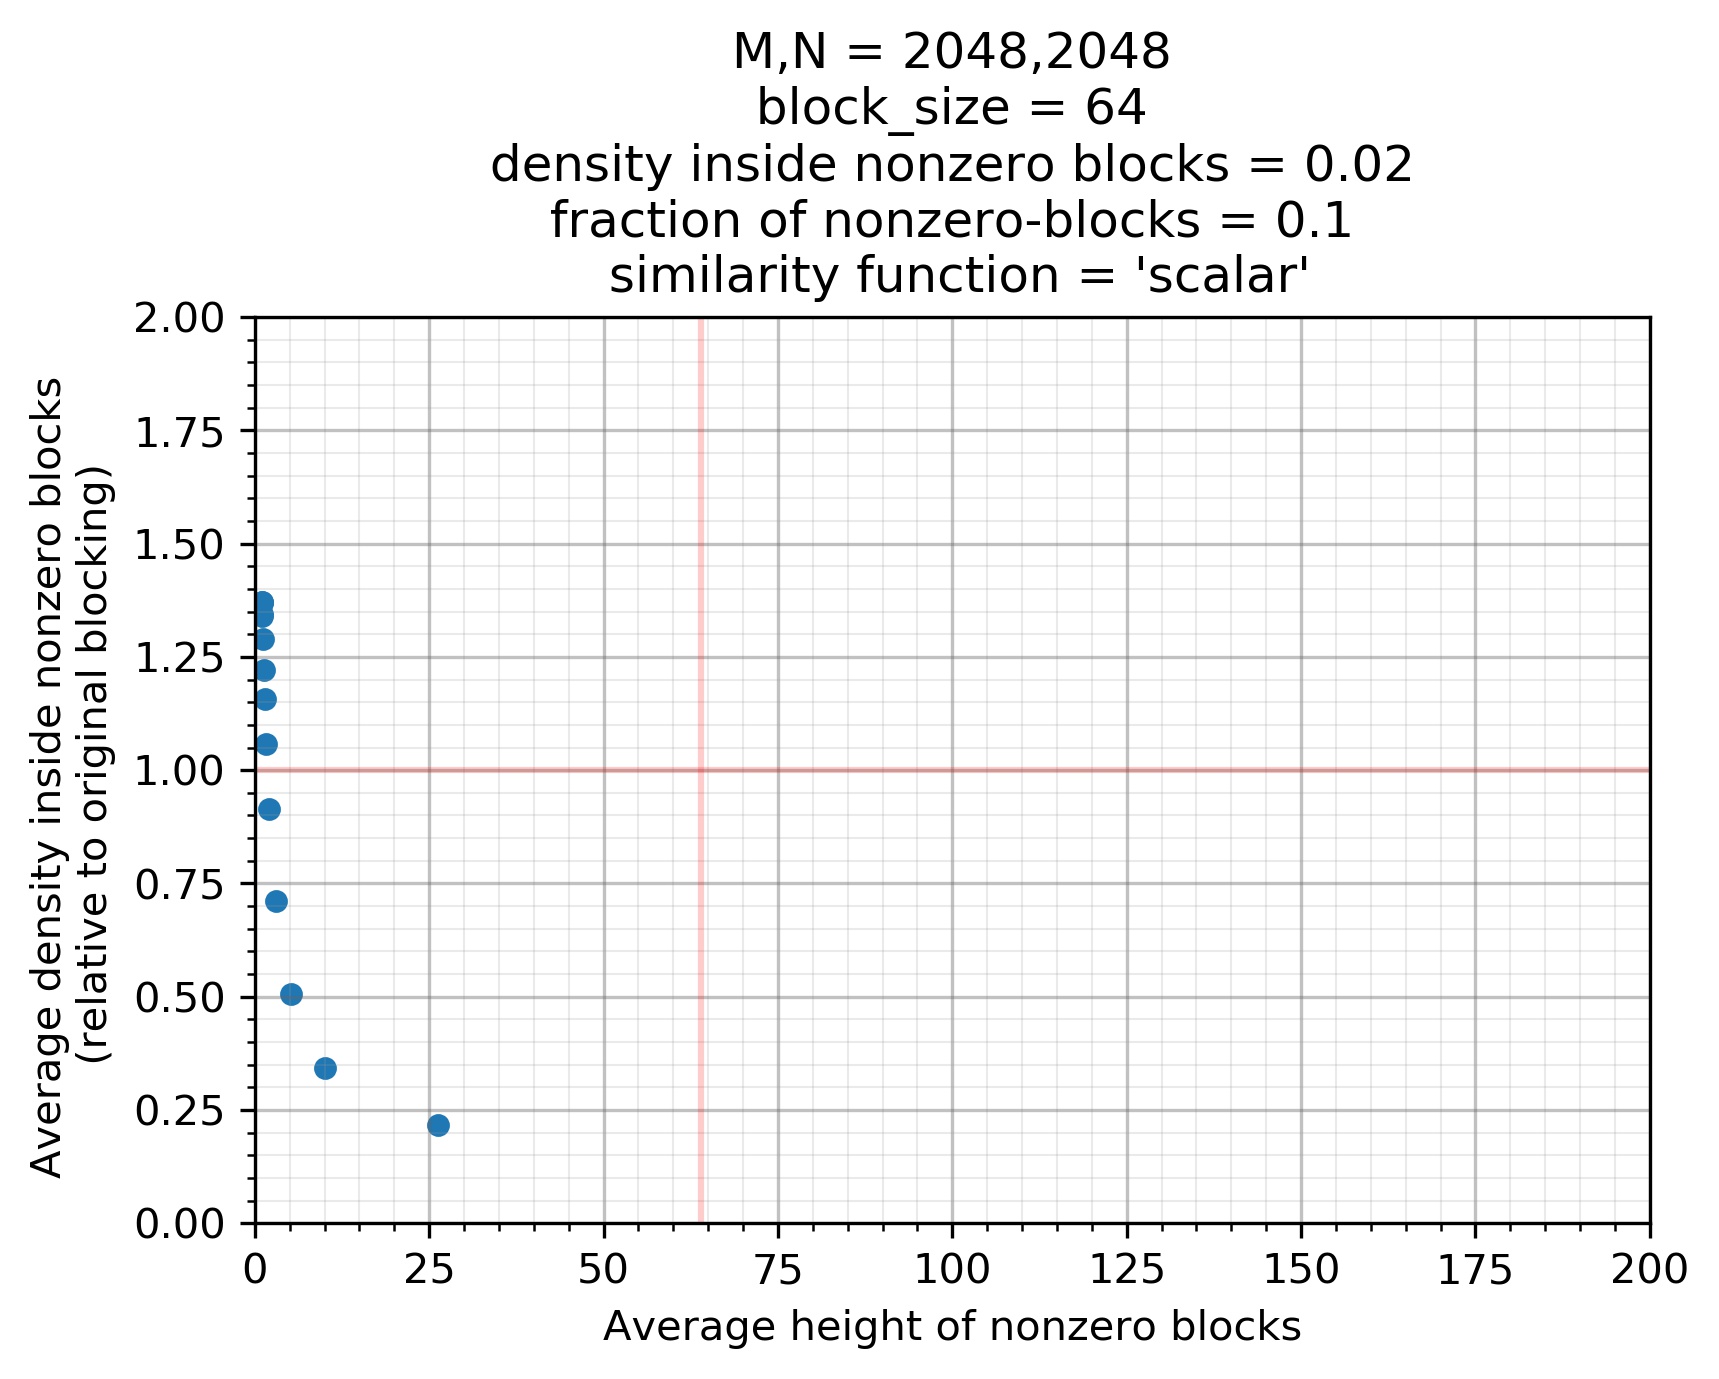 M,N = 2048,2048
block_size = 64
density inside nonzero blocks = 0.02
fraction of nonzero-blocks = 0.1
similarity function = 'scalar'
Average density inside nonzero blocks
(relative to original blocking)
2.00
1.75
1.50
1.25
1.00
0.75
0.50
0.25
0.00
0 25 50 75 100 125 150 175 200
Average height of nonzero blocks